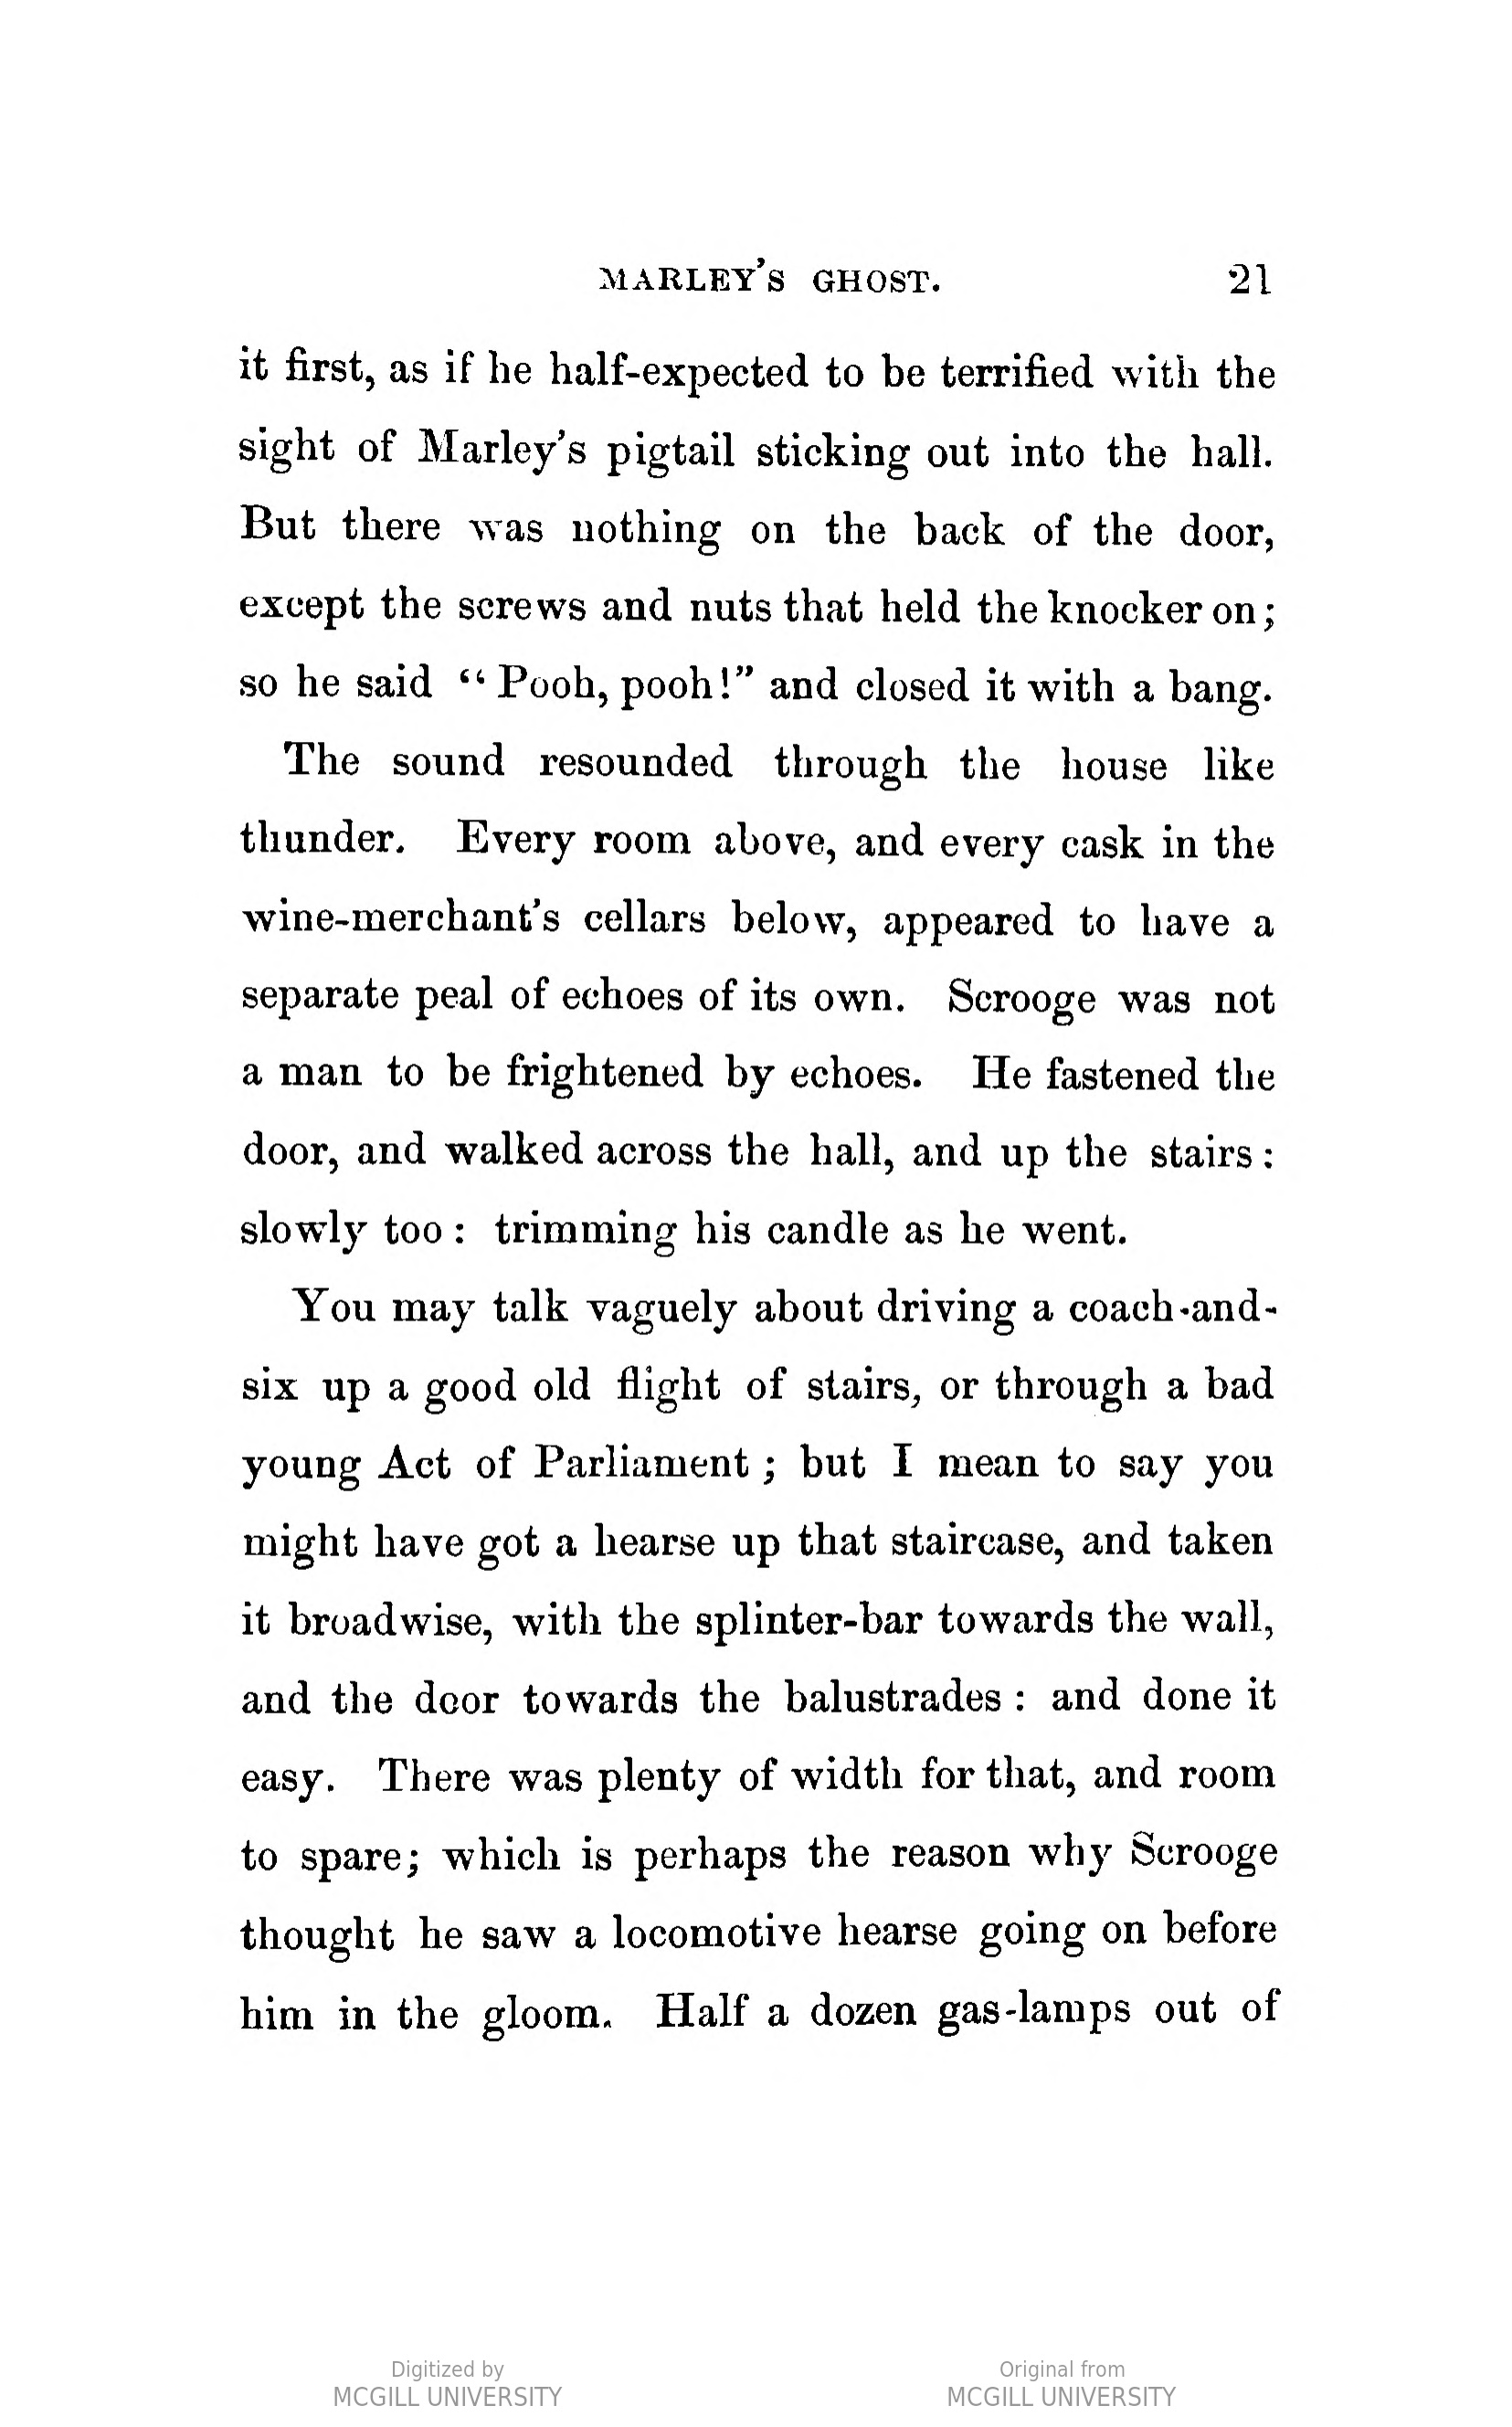 MARLEY'S GHOST. 21
it first, as if he half-expected to be terrified with the
sight of Marley's pigtail sticking out into the hall.
But there was nothing on the back of the door,
except the screws and nuts that held the knocker on;
so he said "Pooh, pooh!" and closed it with a bang.
The sound resounded through the house like
thunder. Every room above, and every cask in the
wine-merchant's cellars below, appeared to have a
separate peal of echoes of its own. Scrooge was not
a man to be frightened by echoes. He fastened the
door, and walked across the hall, and up the stairs:
slowly too: trimming his candle as he went.
You may talk vaguely about driving a coach-and-
six up a good old flight of stairs, or through a bad
young Act of Parliament; but I mean to say you
might have got a hearse up that staircase, and taken
it broadwise, with the splinter-bar towards the wall,
and the door towards the balustrades: and done it
easy. There was plenty of width for that, and room
to spare; which is perhaps the reason why Scrooge
thought he saw a locomotive hearse going on before
him in the gloom. Half a dozen gas-lamps out of
Digitized by
MCGILL UNIVERSITY
Original from
MCGILL UNIVERSITY